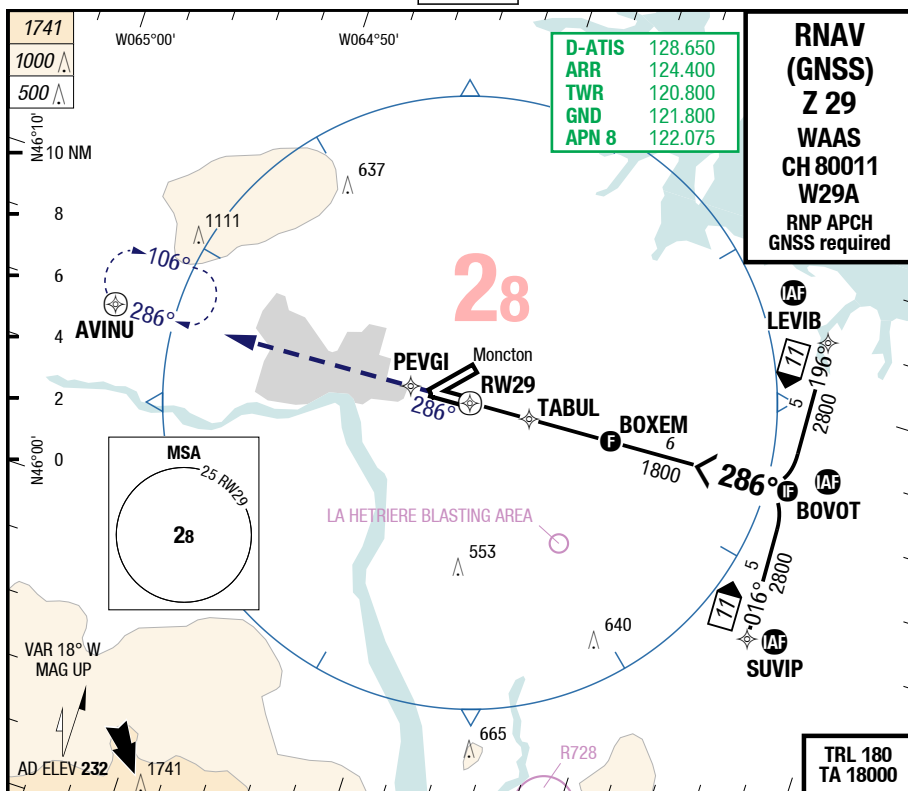 1741
1000
500
W065°00'
W064°50'
D-ATIS 128.650
ARR 124.400
TWR 120.800
GND 121.800
APN 8 122.075
RNAV
(GNSS)
Z 29
WAAS
CH 80011
W29A
RNP APCH
GNSS required
N46°10'
10 NM
8
6
4
2
0
N46°00'
637
1111
106°
286°
AVINU
28
IAF
LEVIB
11
196°
5
2800
PEVGI
Moncton
RW29
286°
TABUL
BOXEM
F
6
1800
286°
IF
IAF
BOVOT
MSA
25 RW29
28
LA HETRIERE BLASTING AREA
553
5
2800
11
016°
640
IAF
SUVIP
VAR 18° W
MAG UP
AD ELEV 232
1741
665
R728
TRL 180
TA 18000